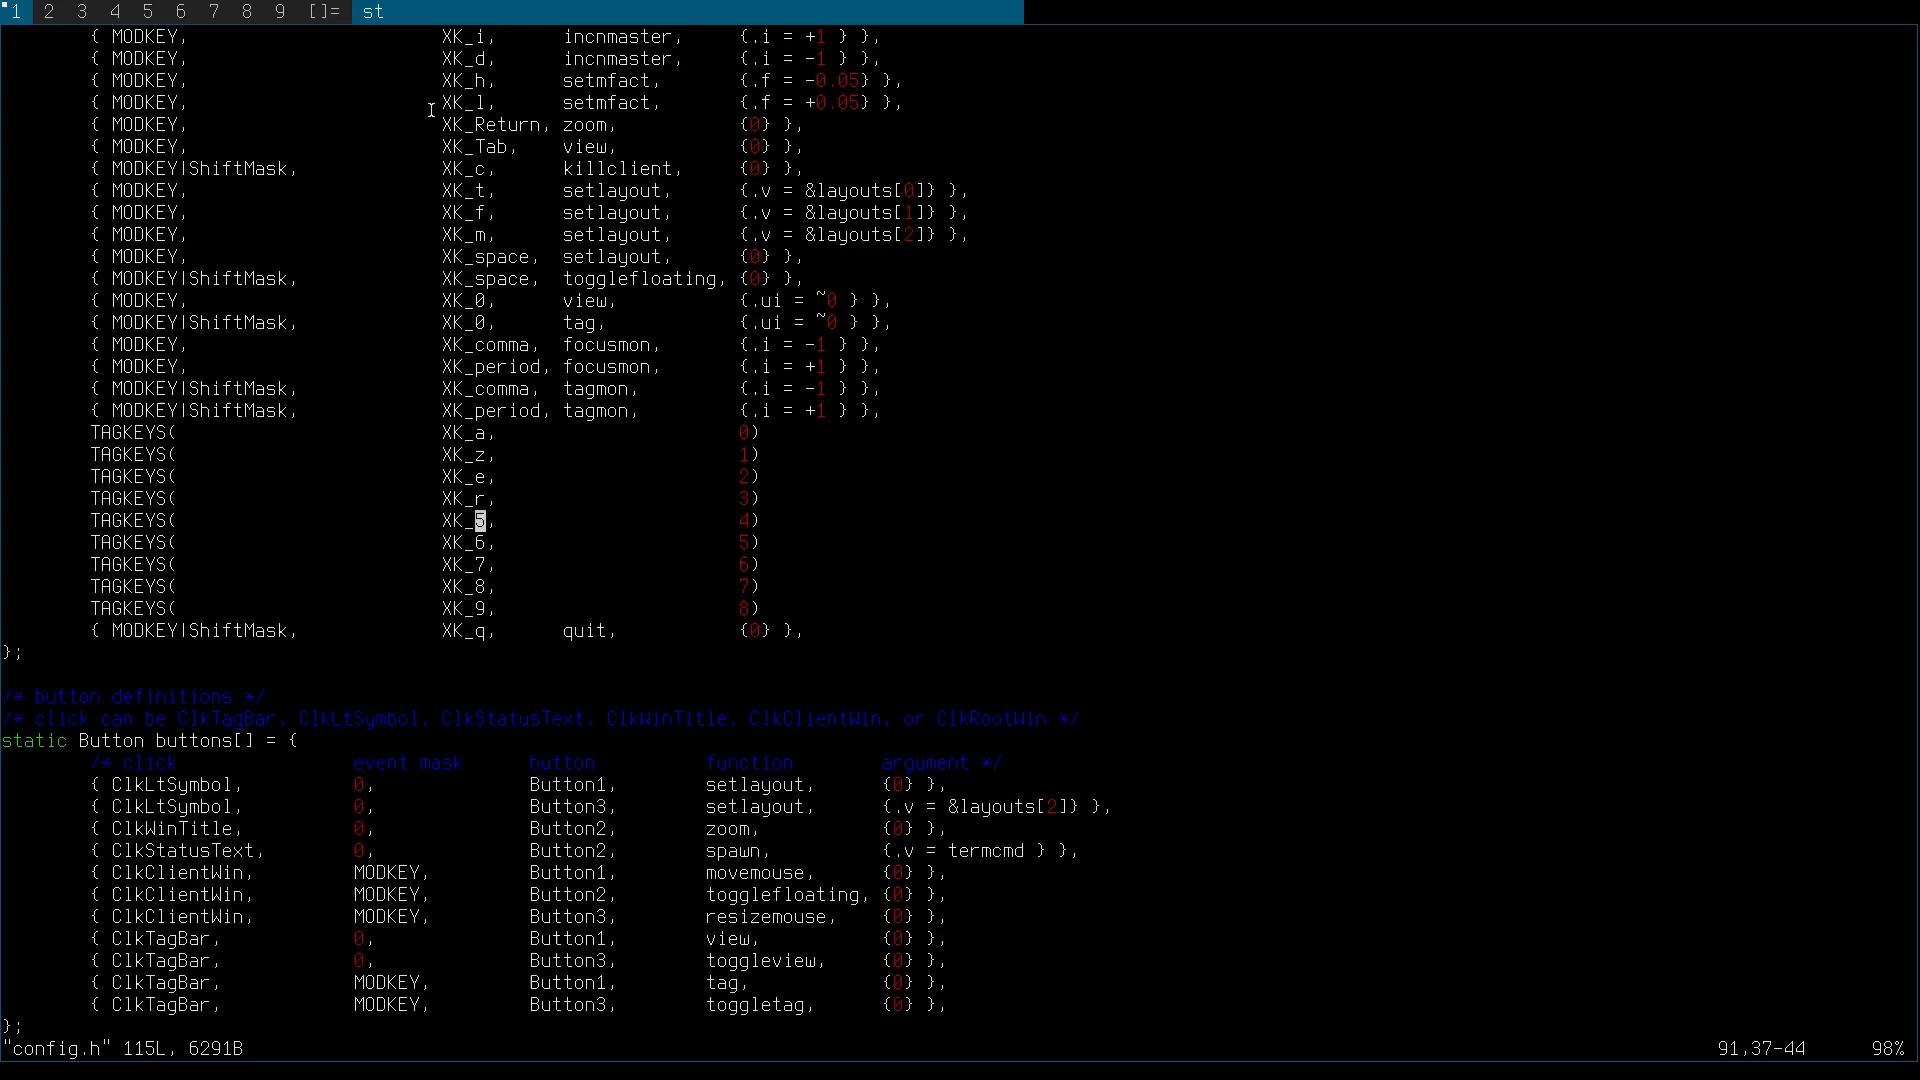 1 2 3 4 5 6 7 8 9 []= st
{ MODKEY, XK_i, incnmaster, {.i = +1 } },
{ MODKEY, XK_d, incnmaster, {.i = -1 } },
{ MODKEY, XK_h, setmfact, {.f = -0.05} },
{ MODKEY, XK_l, setmfact, {.f = +0.05} },
{ MODKEY, XK_Return, zoom, {0} },
{ MODKEY, XK_Tab, view, {0} },
{ MODKEY|ShiftMask, XK_c, killclient, {0} },
{ MODKEY, XK_t, setlayout, {.v = &layouts[0]} },
{ MODKEY, XK_f, setlayout, {.v = &layouts[1]} },
{ MODKEY, XK_m, setlayout, {.v = &layouts[2]} },
{ MODKEY, XK_space, setlayout, {0} },
{ MODKEY|ShiftMask, XK_space, togglefloating, {0} },
{ MODKEY, XK_0, view, {.ui = ~0 } },
{ MODKEY|ShiftMask, XK_0, tag, {.ui = ~0 } },
{ MODKEY, XK_comma, focusmon, {.i = -1 } },
{ MODKEY, XK_period, focusmon, {.i = +1 } },
{ MODKEY|ShiftMask, XK_comma, tagmon, {.i = -1 } },
{ MODKEY|ShiftMask, XK_period, tagmon, {.i = +1 } },
TAGKEYS( XK_a, 0)
TAGKEYS( XK_z, 1)
TAGKEYS( XK_e, 2)
TAGKEYS( XK_r, 3)
TAGKEYS( XK_5, 4)
TAGKEYS( XK_6, 5)
TAGKEYS( XK_7, 6)
TAGKEYS( XK_8, 7)
TAGKEYS( XK_9, 8)
{ MODKEY|ShiftMask, XK_q, quit, {0} },
};
/* button definitions */
/* click can be ClkTagBar, ClkLtSymbol, ClkStatusText, ClkWinTitle, ClkClientWin, or ClkRootWin */
static Button buttons[] = {
/* click event mask button function argument */
{ ClkLtSymbol, 0, Button1, setlayout, {0} },
{ ClkLtSymbol, 0, Button3, setlayout, {.v = &layouts[2]} },
{ ClkWinTitle, 0, Button2, zoom, {0} },
{ ClkStatusText, 0, Button2, spawn, {.v = termcmd } },
{ ClkClientWin, MODKEY, Button1, movemouse, {0} },
{ ClkClientWin, MODKEY, Button2, togglefloating, {0} },
{ ClkClientWin, MODKEY, Button3, resizemouse, {0} },
{ ClkTagBar, 0, Button1, view, {0} },
{ ClkTagBar, 0, Button3, toggleview, {0} },
{ ClkTagBar, MODKEY, Button1, tag, {0} },
{ ClkTagBar, MODKEY, Button3, toggletag, {0} },
};
"config.h" 115L, 6291B 91,37-44 98%